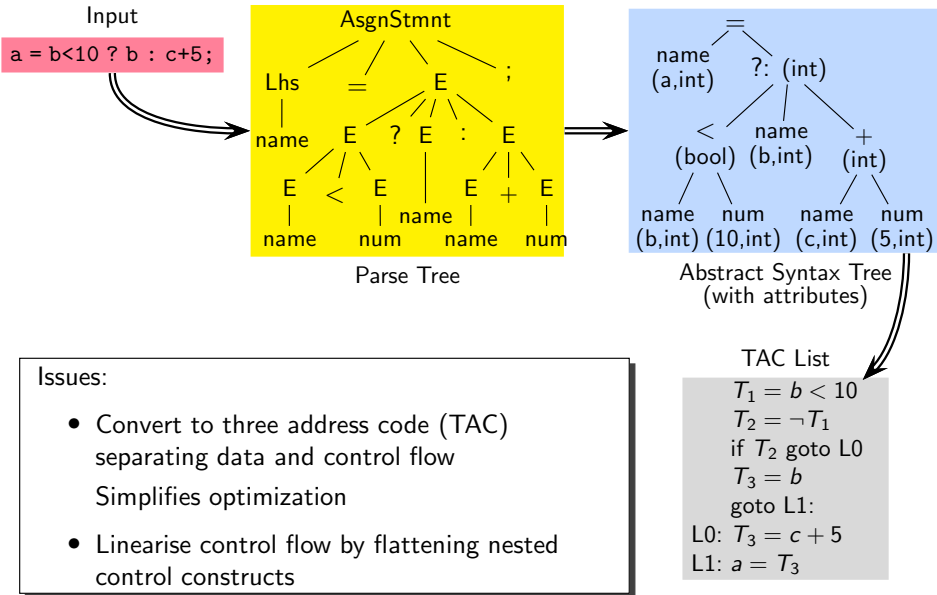 Input
a = b<10 ? b : c+5;
AsgnStmnt
Lhs = E ;
name
E ? E : E
E < E name E + E
name num name num
Parse Tree
=
name ?: (int)
(a,int)
< name +
(bool) (b,int) (int)
name num name num
(b,int) (10,int) (c,int) (5,int)
Abstract Syntax Tree
(with attributes)
Issues:
• Convert to three address code (TAC)
separating data and control flow
Simplifies optimization
• Linearise control flow by flattening nested
control constructs
TAC List
T₁ = b < 10
T₂ = ¬T₁
if T₂ goto L0
T₃ = b
goto L1:
L0: T₃ = c + 5
L1: a = T₃